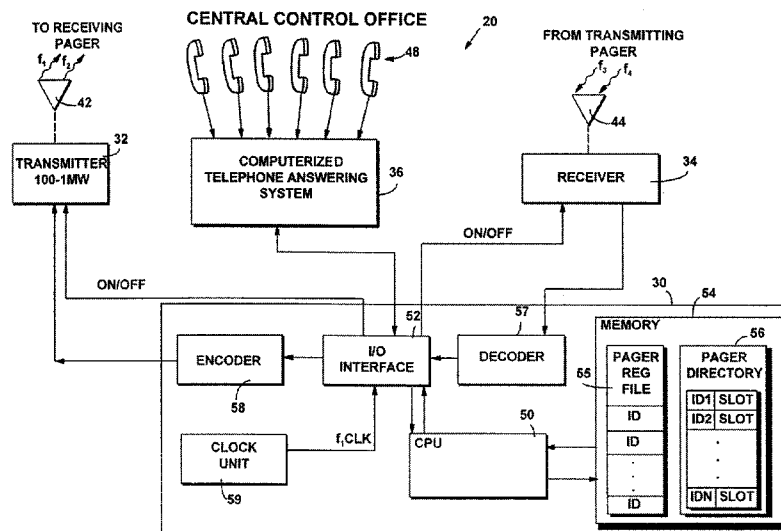 CENTRAL CONTROL OFFICE
TO RECEIVING
PAGER
f1
f2
42
48
20
FROM TRANSMITTING
PAGER
f3
f4
44
TRANSMITTER
100-1MW
32
COMPUTERIZED
TELEPHONE ANSWERING
SYSTEM
36
RECEIVER
34
ON/OFF
ON/OFF
30
54
ENCODER
58
52
I/O
INTERFACE
57
DECODER
MEMORY
55
PAGER
REG
FILE
ID
ID
ID
56
PAGER
DIRECTORY
ID1 SLOT
ID2 SLOT
IDN SLOT
CLOCK
UNIT
59
f1CLK
50
CPU